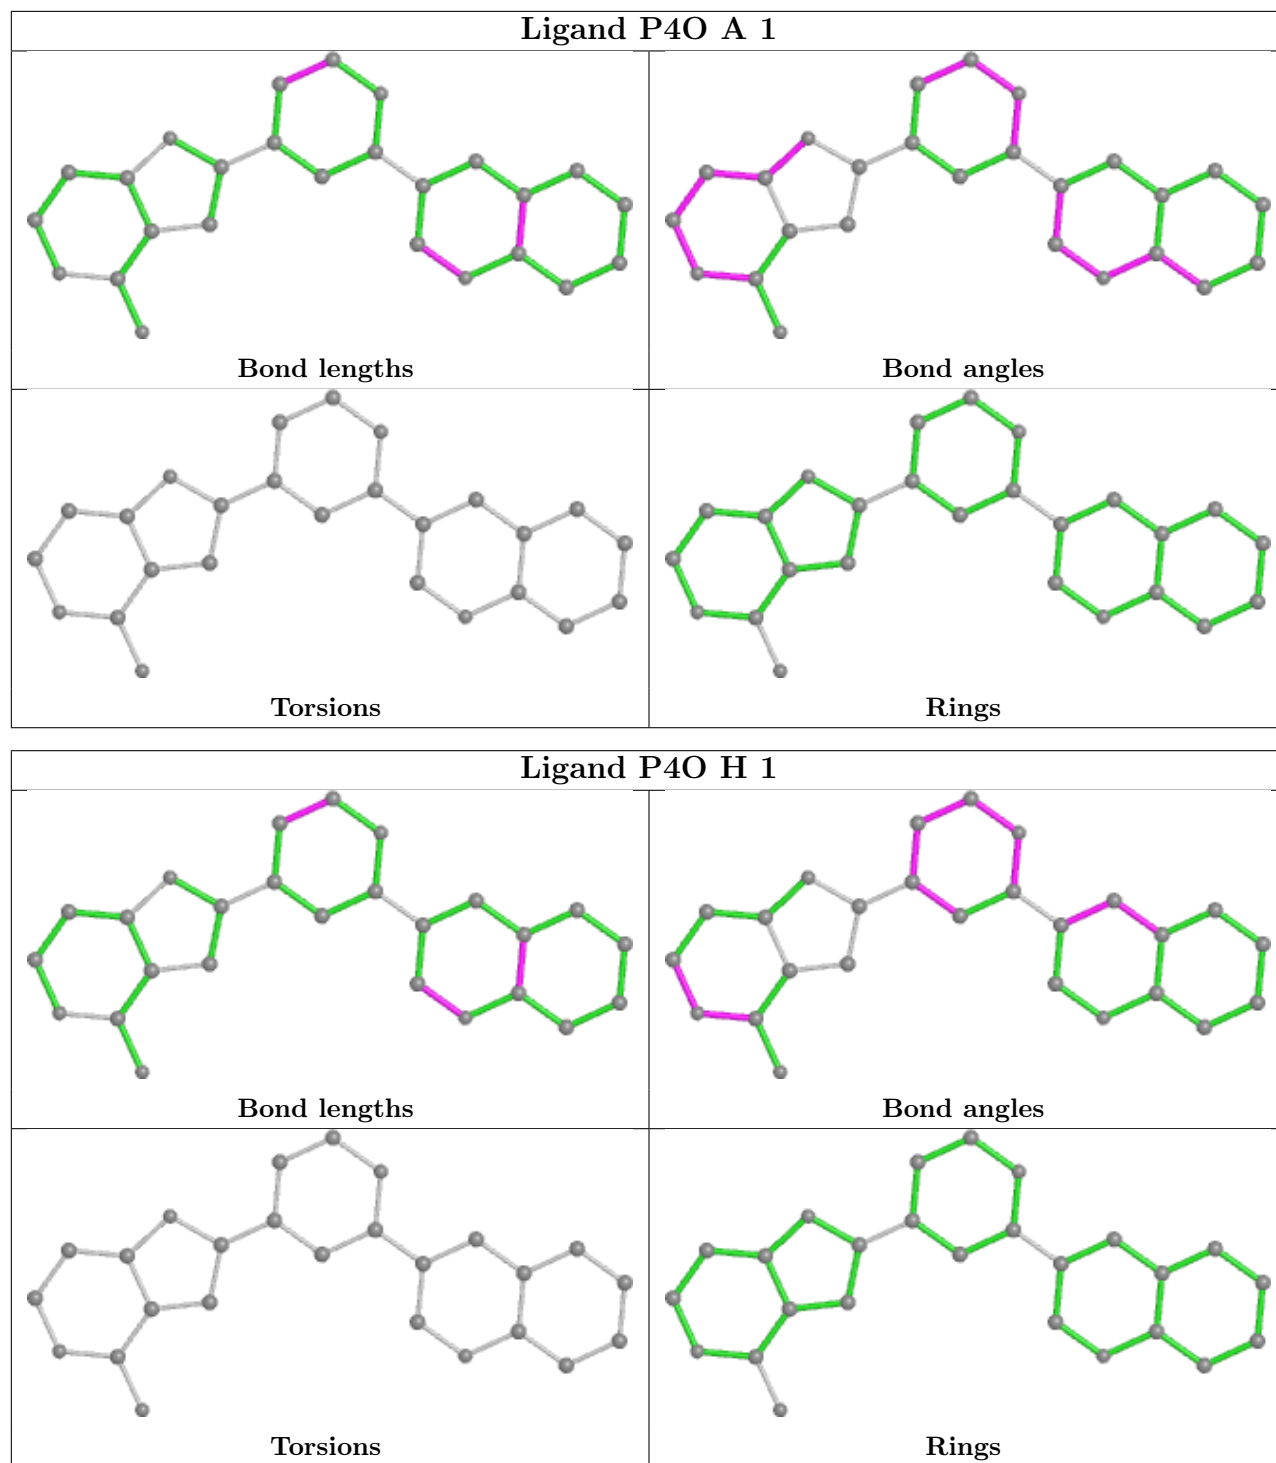 Ligand P4O A 1
Bond lengths
Bond angles
Torsions
Rings
Ligand P4O H 1
Bond lengths
Bond angles
Torsions
Rings